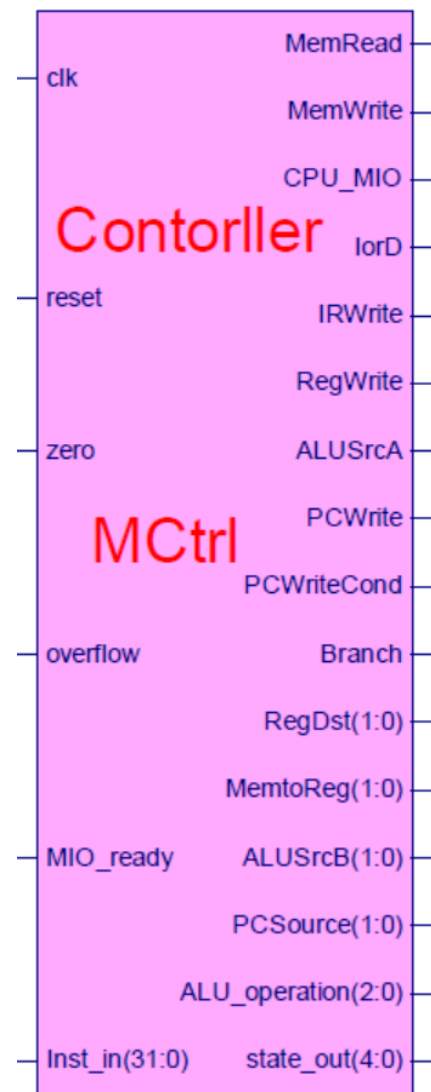 MemRead
clk
MemWrite
CPU_MIO
Contorller
IorD
reset
IRWrite
RegWrite
zero
ALUSrcA
MCtrl
PCWrite
PCWriteCond
overflow
Branch
RegDst(1:0)
MemtoReg(1:0)
MIO_ready
ALUSrcB(1:0)
PCSource(1:0)
ALU_operation(2:0)
Inst_in(31:0)
state_out(4:0)